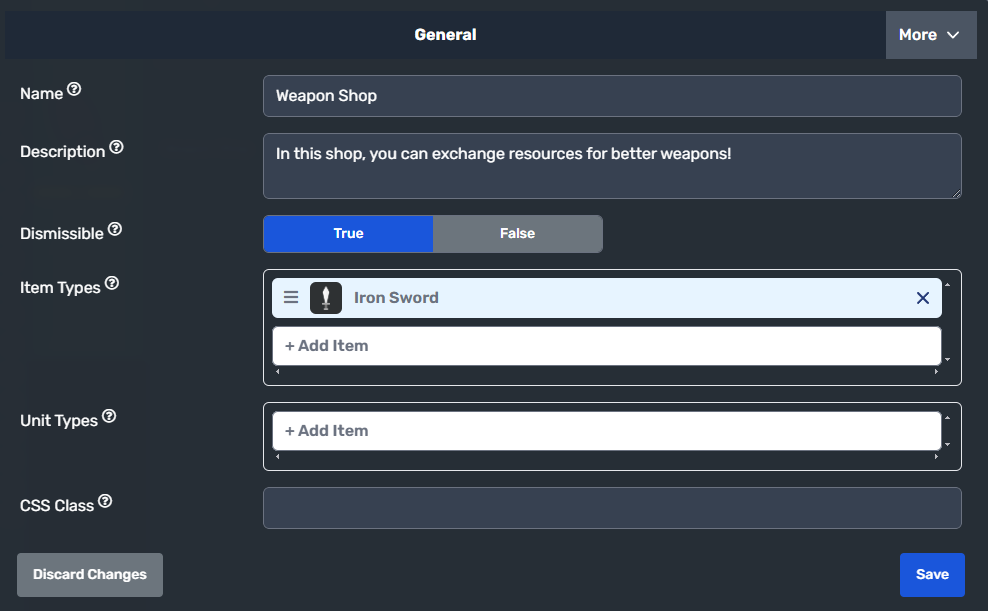 General
More
Name
Weapon Shop
Description
In this shop, you can exchange resources for better weapons!
Dismissible
True
False
Item Types
Iron Sword
+ Add Item
Unit Types
+ Add Item
CSS Class
Discard Changes
Save